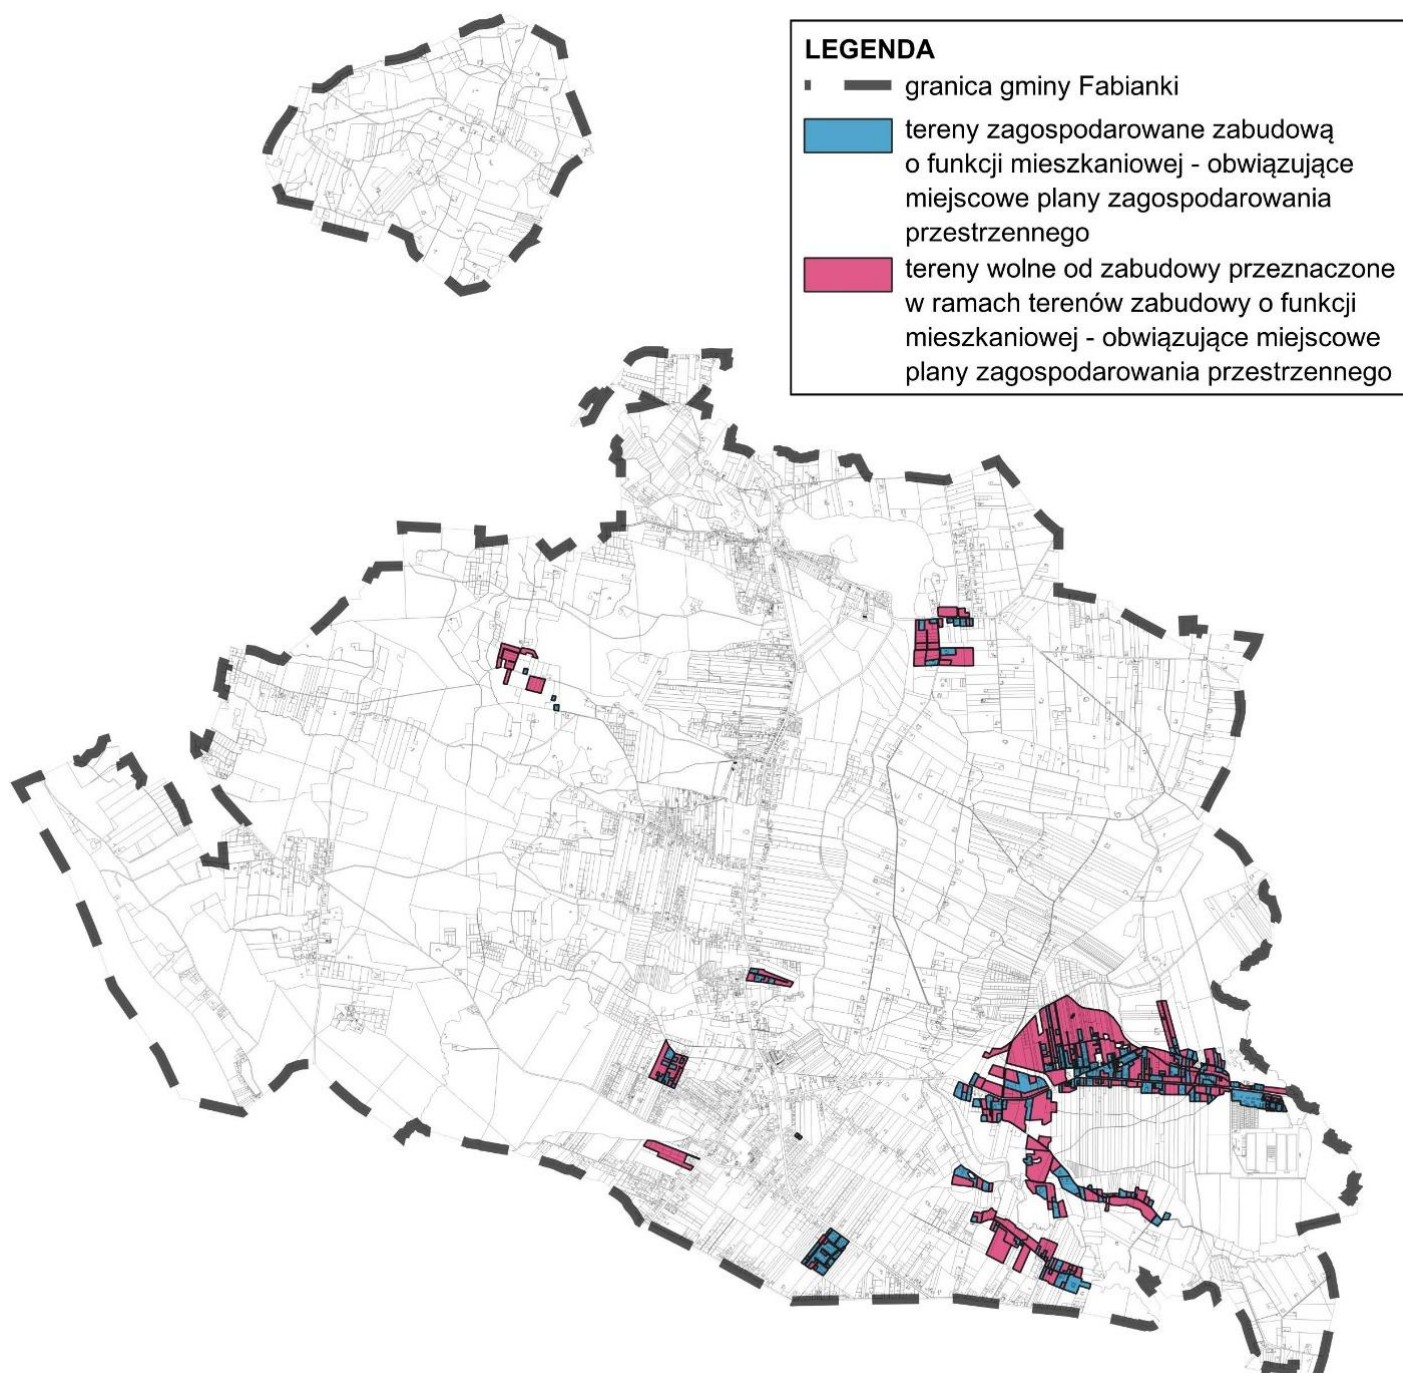 LEGENDA
granica gminy Fabianki
tereny zagospodarowane zabudową
o funkcji mieszkaniowej - obwiązujące
miejscowe plany zagospodarowania
przestrzennego
tereny wolne od zabudowy przeznaczone
w ramach terenów zabudowy o funkcji
mieszkaniowej - obwiązujące miejscowe
plany zagospodarowania przestrzennego